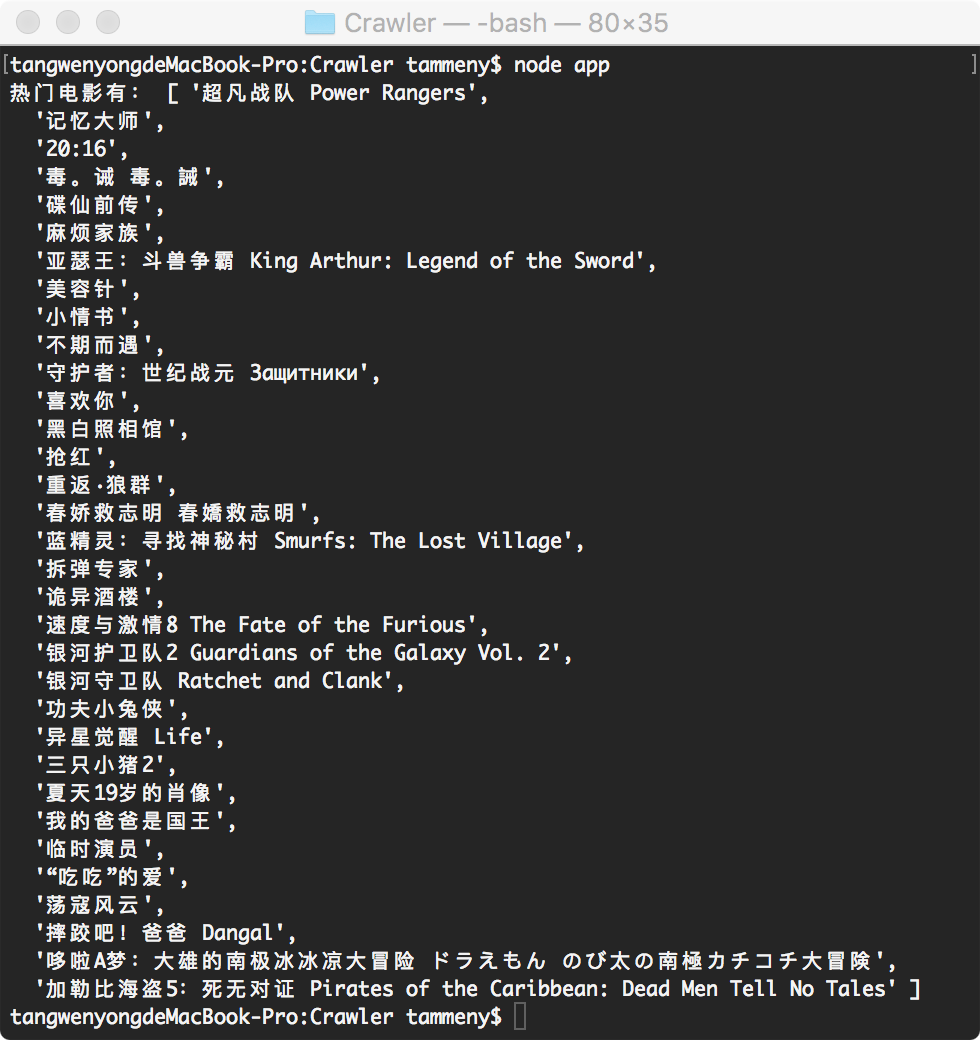 Crawler — -bash — 80×35
[tangwenyongdeMacBook-Pro:Crawler tammeny$ node app ]
热门电影有： [ '超凡战队 Power Rangers',
'记忆大师',
'20:16',
'毒。诫 毒。誡',
'碟仙前传',
'麻烦家族',
'亚瑟王：斗兽争霸 King Arthur: Legend of the Sword',
'美容针',
'小情书',
'不期而遇',
'守护者：世纪战元 Защитники',
'喜欢你',
'黑白照相馆',
'抢红',
'重返·狼群',
'春娇救志明 春嬌救志明',
'蓝精灵：寻找神秘村 Smurfs: The Lost Village',
'拆弹专家',
'诡异酒楼',
'速度与激情8 The Fate of the Furious',
'银河护卫队2 Guardians of the Galaxy Vol. 2',
'银河守卫队 Ratchet and Clank',
'功夫小兔侠',
'异星觉醒 Life',
'三只小猪2',
'夏天19岁的肖像',
'我的爸爸是国王',
'临时演员',
'“吃吃”的爱',
'荡寇风云',
'摔跤吧！爸爸 Dangal',
'哆啦A梦：大雄的南极冰冰凉大冒险 ドラえもん のび太の南極カチコチ大冒険',
'加勒比海盗5：死无对证 Pirates of the Caribbean: Dead Men Tell No Tales' ]
tangwenyongdeMacBook-Pro:Crawler tammeny$